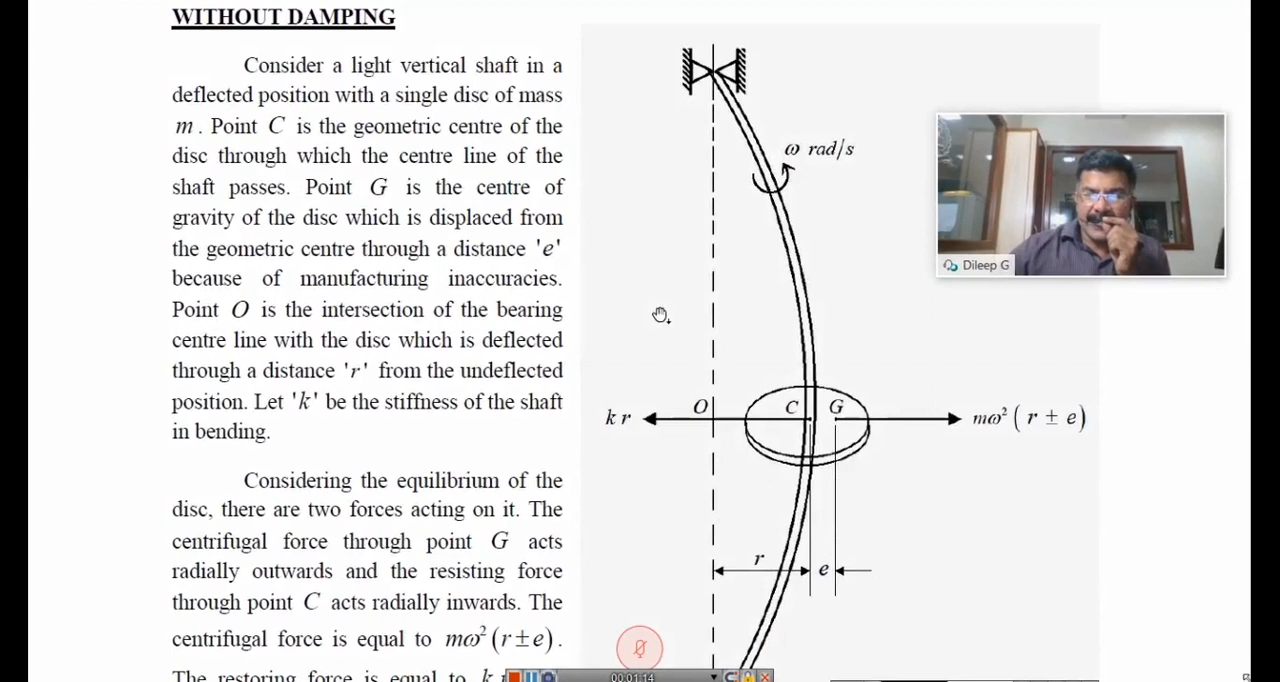 WITHOUT DAMPING
Consider a light vertical shaft in a
deflected position with a single disc of mass
m. Point C is the geometric centre of the
disc through which the centre line of the
shaft passes. Point G is the centre of
gravity of the disc which is displaced from
the geometric centre through a distance 'e'
because of manufacturing inaccuracies.
Point O is the intersection of the bearing
centre line with the disc which is deflected
through a distance 'r' from the undeflected
position. Let 'k' be the stiffness of the shaft
in bending.
Considering the equilibrium of the
disc, there are two forces acting on it. The
centrifugal force through point G acts
radially outwards and the resisting force
through point C acts radially inwards. The
centrifugal force is equal to mω²(r±e).
The restoring force is equal to k r
ω rad/s
k r
O
C
G
mω² ( r ± e )
r
e
Dileep G
00:01:14